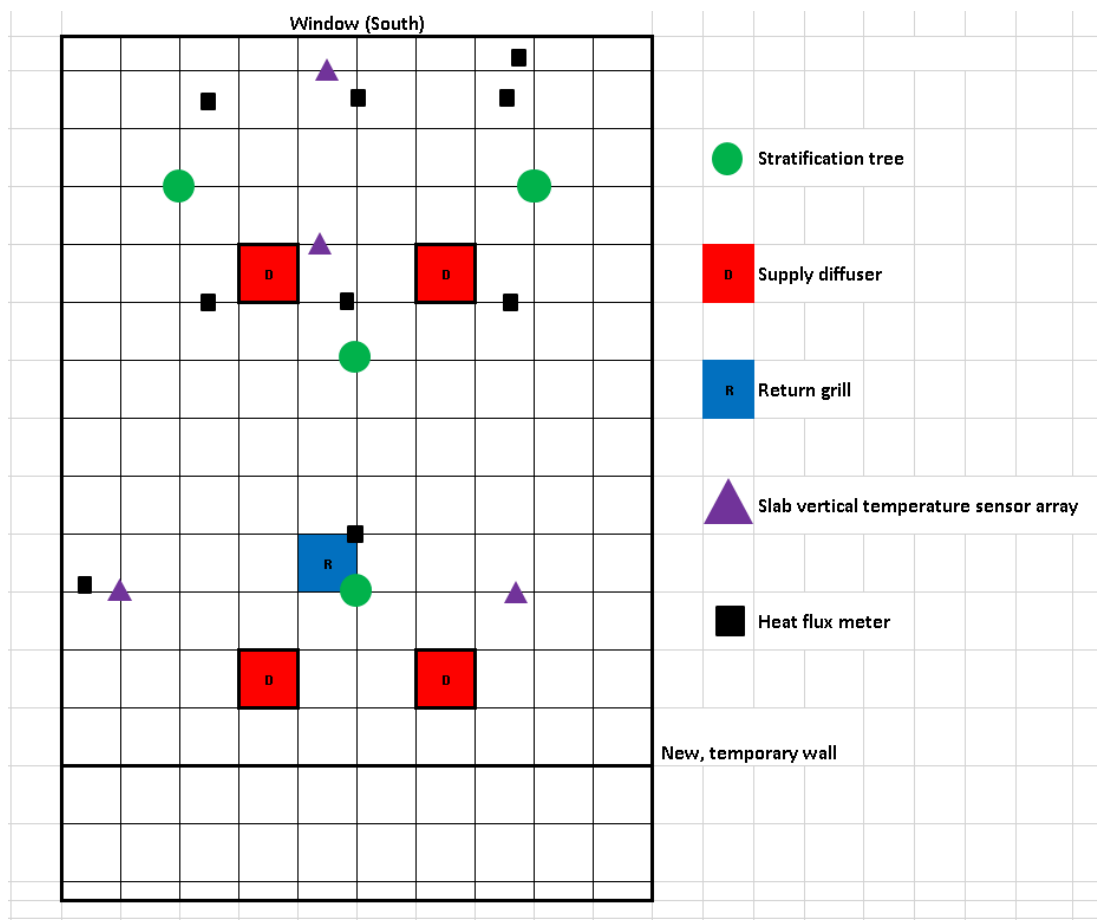 Window (South)
Stratification tree
D
D
D
Supply diffuser
R
Return grill
Slab vertical temperature sensor array
R
Heat flux meter
D
D
New, temporary wall